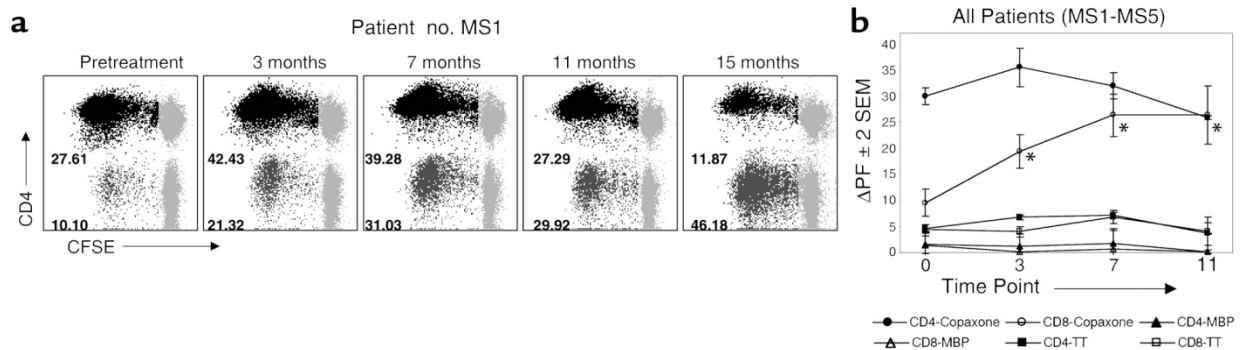 a
Patient no. MS1
Pretreatment 3 months 7 months 11 months 15 months
27.61 42.43 39.28 27.29 11.87
10.10 21.32 31.03 29.92 46.18
CD4
CFSE
b
All Patients (MS1-MS5)
ΔPF ± 2 SEM
40
35
30
25
20
15
10
5
0
* * *
0 3 7 11
Time Point
CD4-Copaxone CD8-Copaxone CD4-MBP
CD8-MBP CD4-TT CD8-TT